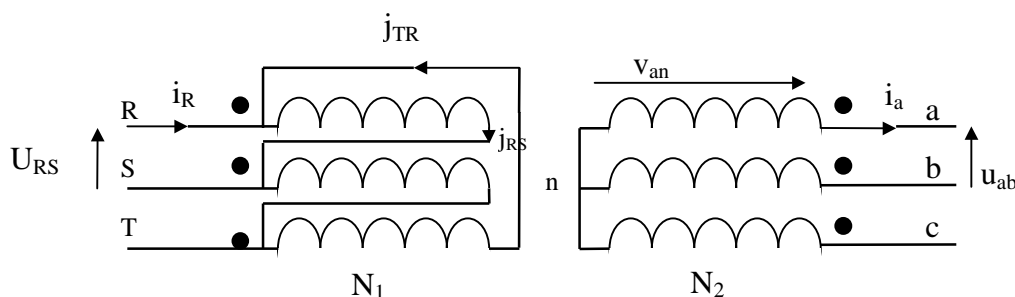 j_TR
v_an
i_R
i_a
R
a
j_RS
U_RS
S
n
b
u_ab
T
c
N_1
N_2